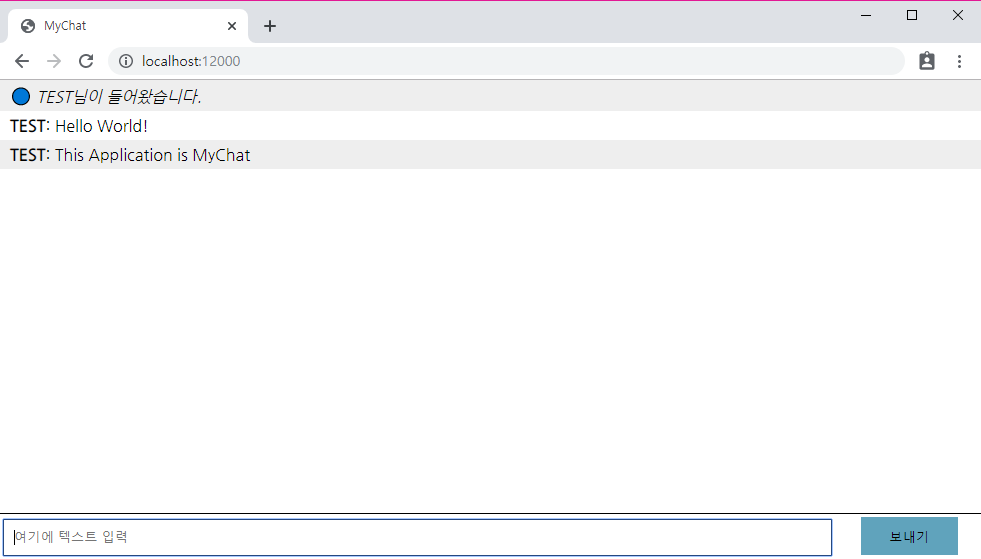 MyChat
localhost:12000
TEST님이 들어왔습니다.
TEST: Hello World!
TEST: This Application is MyChat
여기에 텍스트 입력
보내기